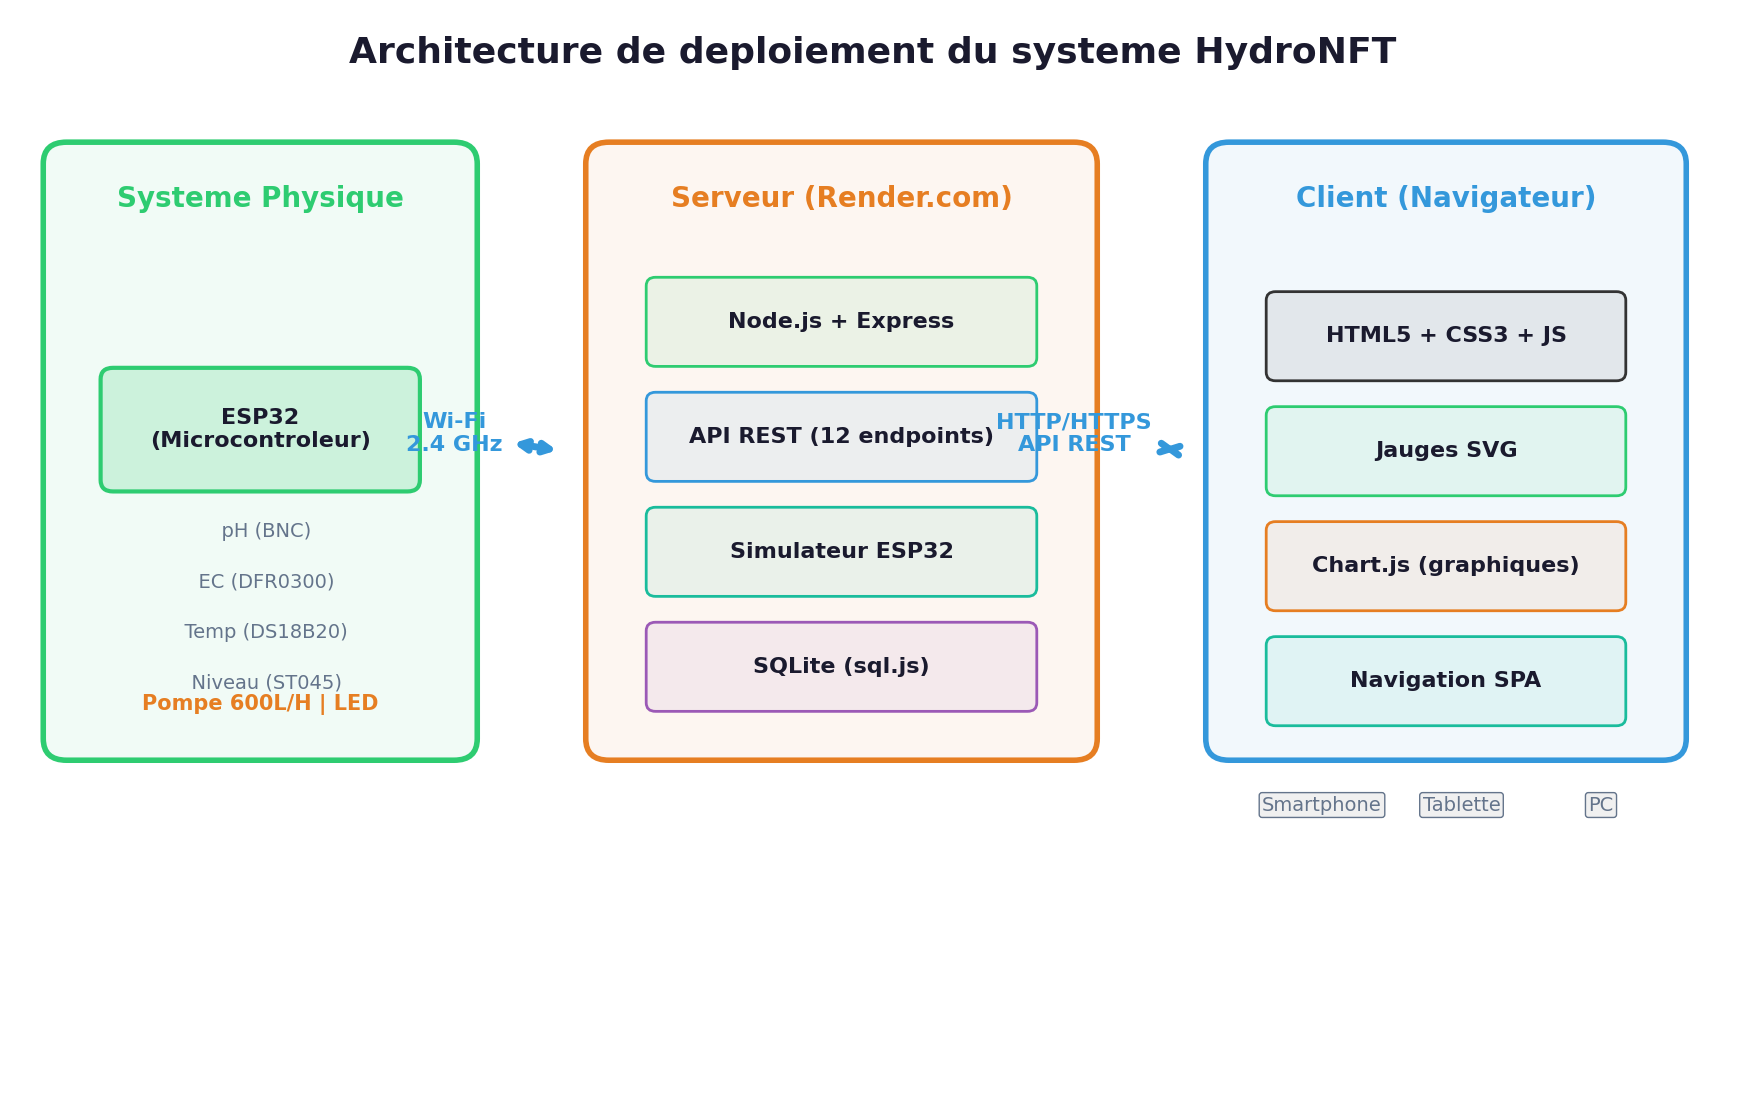 Architecture de deploiement du systeme HydroNFT
Systeme Physique
ESP32
(Microcontroleur)
pH (BNC)
EC (DFR0300)
Temp (DS18B20)
Niveau (ST045)
Pompe 600L/H | LED
Wi-Fi
2.4 GHz
Serveur (Render.com)
Node.js + Express
API REST (12 endpoints)
Simulateur ESP32
SQLite (sql.js)
HTTP/HTTPS
API REST
Client (Navigateur)
HTML5 + CSS3 + JS
Jauges SVG
Chart.js (graphiques)
Navigation SPA
Smartphone
Tablette
PC